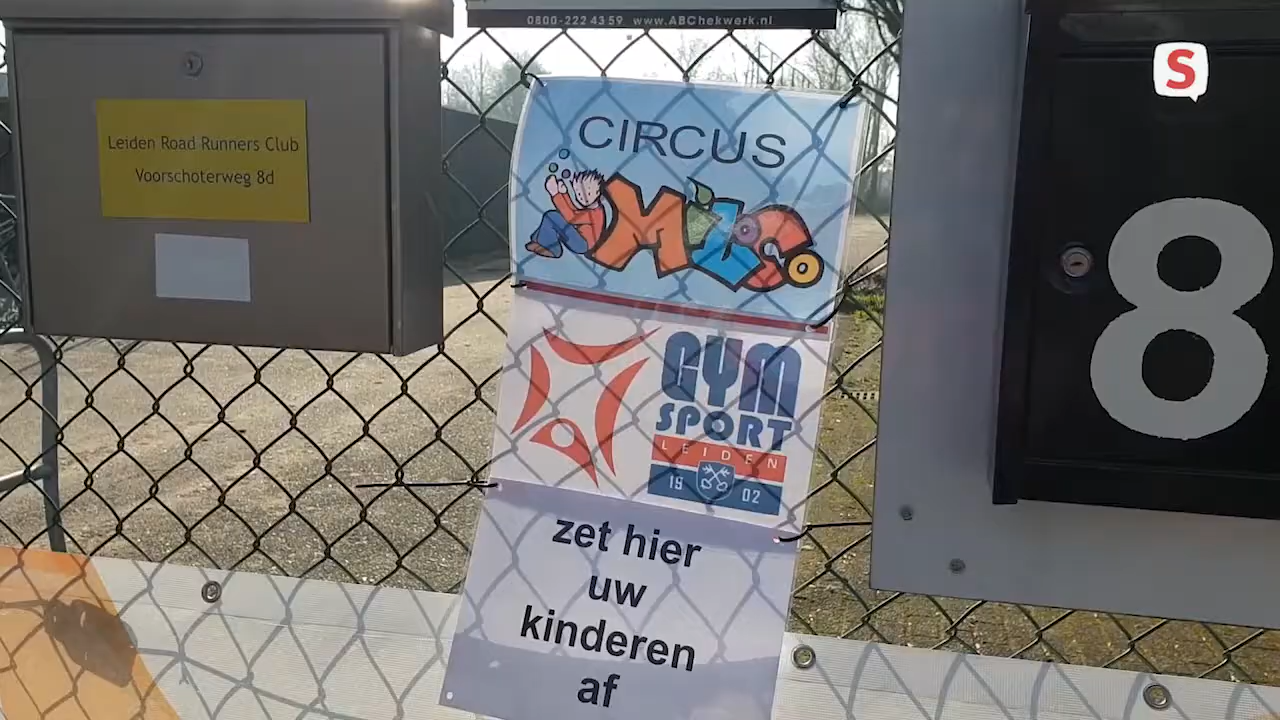 0800-222 43 59 www.ABChekwerk.nl
S
Leiden Road Runners Club
Voorschoterweg 8d
CIRCUS
MiLCo
GYM
SPORT
LEIDEN
19 02
zet hier
uw
kinderen
af
8